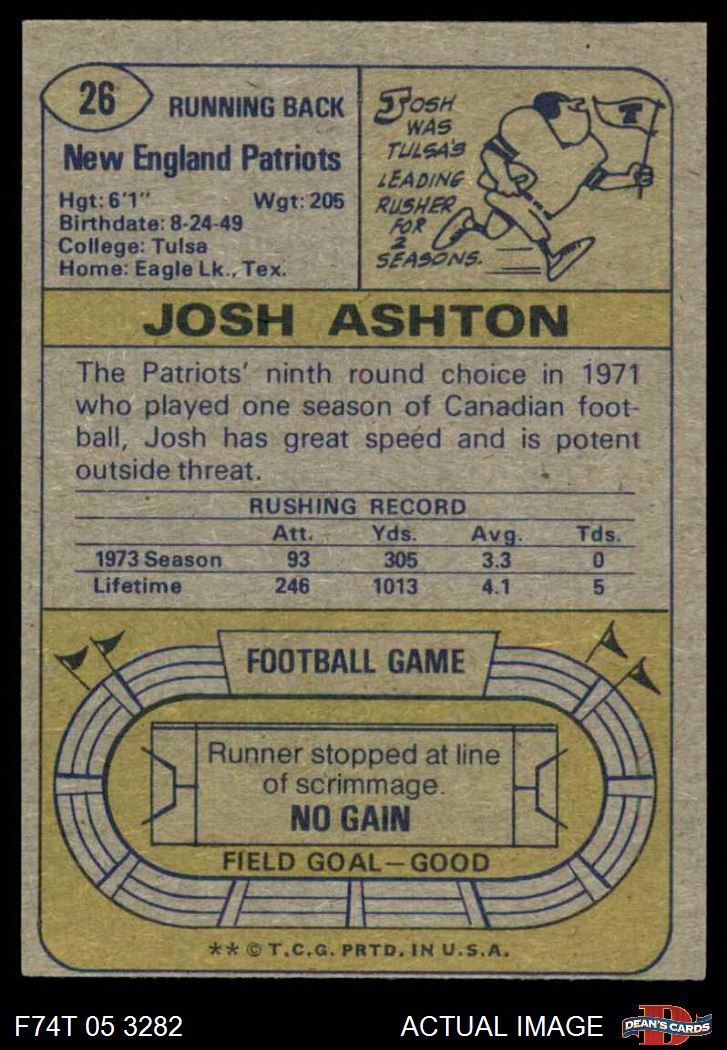 26
RUNNING BACK
New England Patriots
Hgt: 6'1" Wgt: 205
Birthdate: 8-24-49
College: Tulsa
Home: Eagle Lk., Tex.
JOSH
WAS
TULSA'S
LEADING
RUSHER
FOR
2
SEASONS.
T
JOSH ASHTON
The Patriots' ninth round choice in 1971
who played one season of Canadian foot-
ball, Josh has great speed and is potent
outside threat.
RUSHING RECORD
Att. Yds. Avg. Tds.
1973 Season 93 305 3.3 0
Lifetime 246 1013 4.1 5
FOOTBALL GAME
Runner stopped at line
of scrimmage.
NO GAIN
FIELD GOAL—GOOD
** © T.C.G. PRTD. IN U.S.A.
F74T 05 3282 ACTUAL IMAGE
D
DEAN'S CARDS